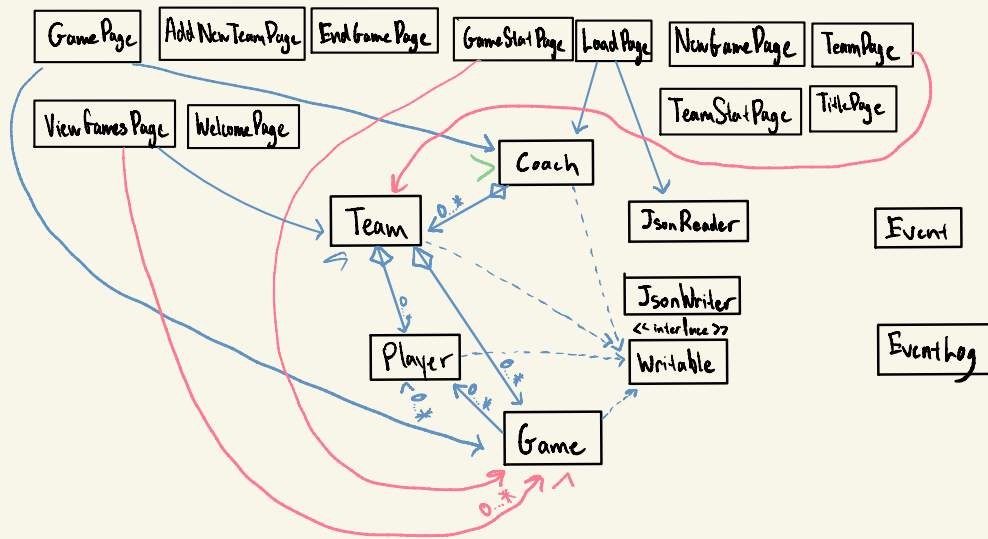 GamePage
AddNewTeamPage
EndGamePage
GameStatPage
LoadPage
NewGamePage
TeamPage
ViewGamesPage
WelcomePage
TeamStatPage
TitlePage
Coach
0...*
Team
JsonReader
Event
JsonWriter
0...*
<<interface>>
Player
Writable
EventLog
0...*
0...*
0...*
Game
0...*